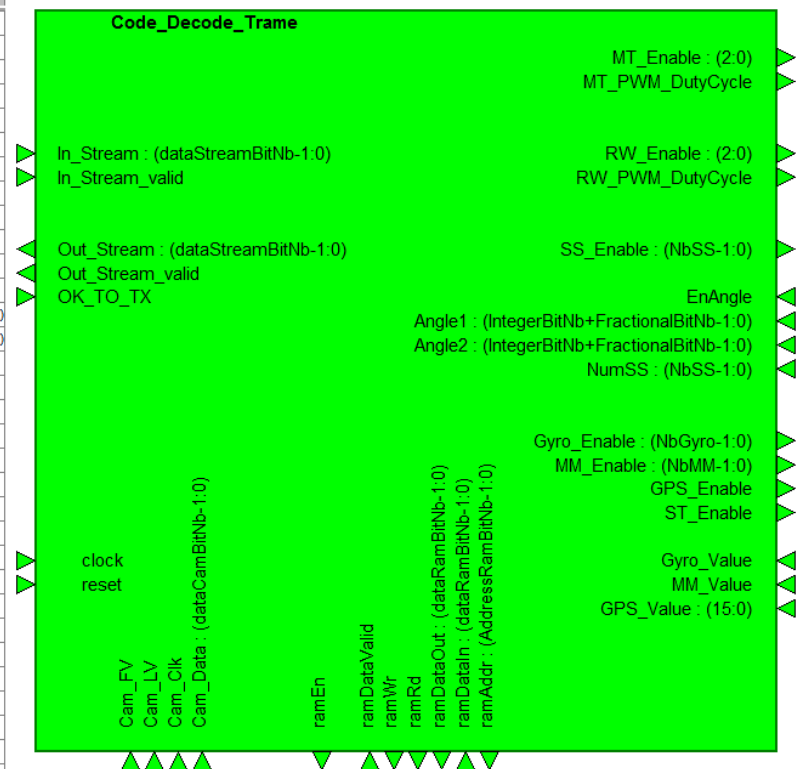 Code_Decode_Trame
MT_Enable : (2:0)
MT_PWM_DutyCycle
In_Stream : (dataStreamBitNb-1:0)
In_Stream_valid
RW_Enable : (2:0)
RW_PWM_DutyCycle
Out_Stream : (dataStreamBitNb-1:0)
Out_Stream_valid
OK_TO_TX
SS_Enable : (NbSS-1:0)
EnAngle
Angle1 : (IntegerBitNb+FractionalBitNb-1:0)
Angle2 : (IntegerBitNb+FractionalBitNb-1:0)
NumSS : (NbSS-1:0)
Gyro_Enable : (NbGyro-1:0)
MM_Enable : (NbMM-1:0)
GPS_Enable
ST_Enable
clock
reset
Gyro_Value
MM_Value
GPS_Value : (15:0)
Cam_FV
Cam_LV
Cam_Clk
Cam_Data : (dataCamBitNb-1:0)
ramEn
ramDataValid
ramWr
ramRd
ramDataOut : (dataRamBitNb-1:0)
ramDataIn : (dataRamBitNb-1:0)
ramAddr : (AddressRamBitNb-1:0)